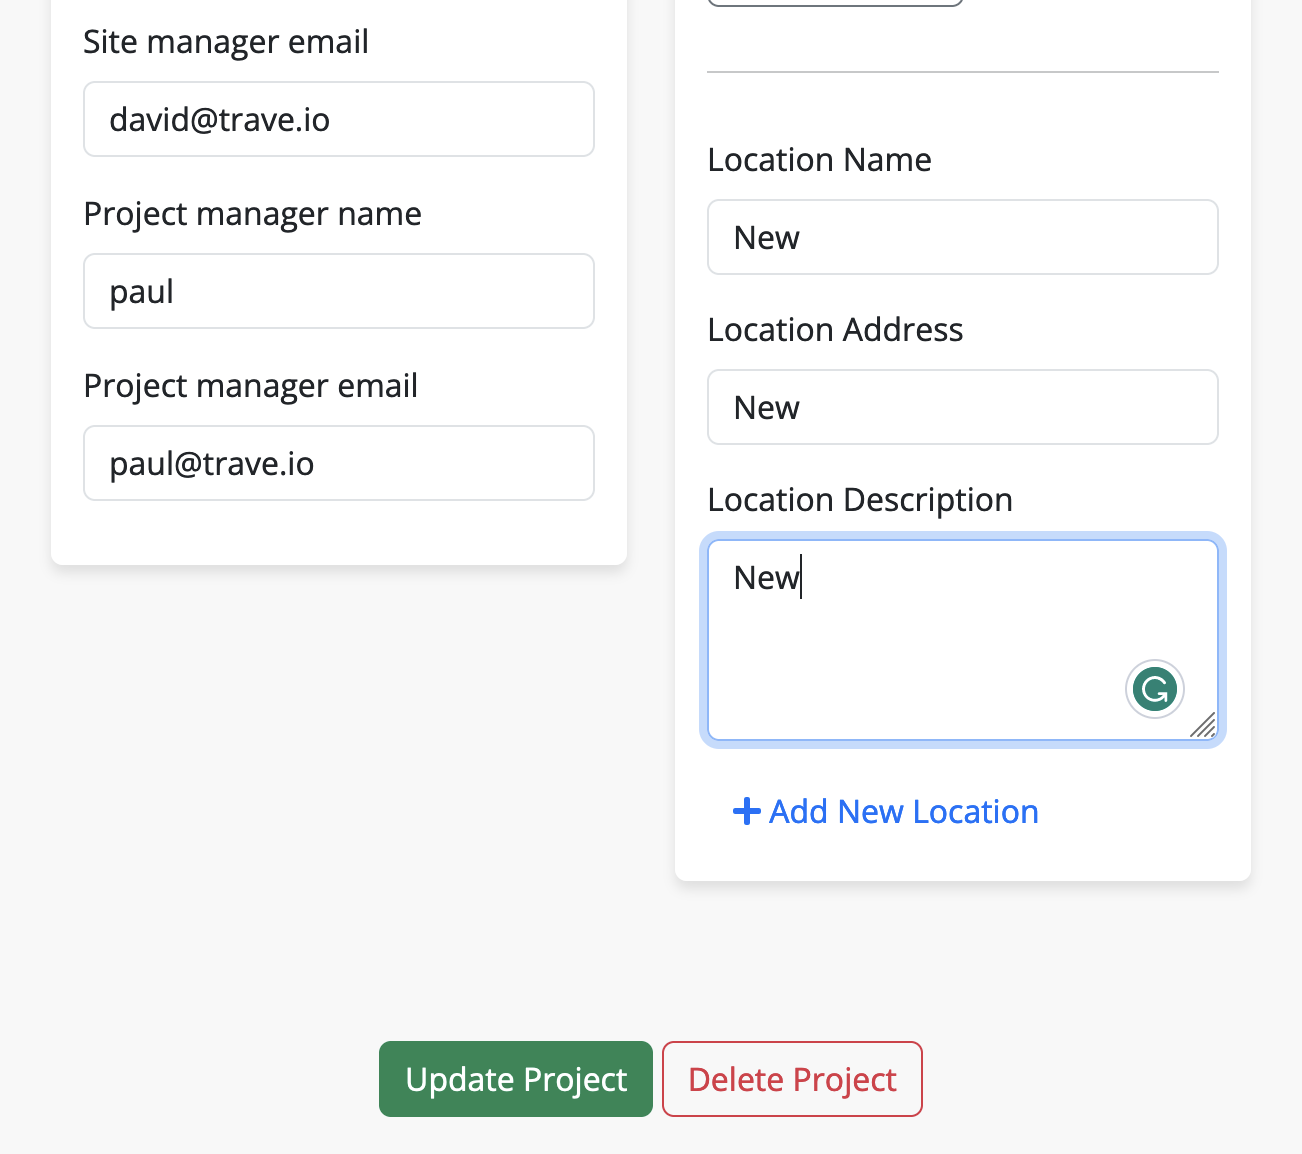 Site manager email
david@trave.io
Project manager name
paul
Project manager email
paul@trave.io
Location Name
New
Location Address
New
Location Description
New
Add New Location
Update Project
Delete Project